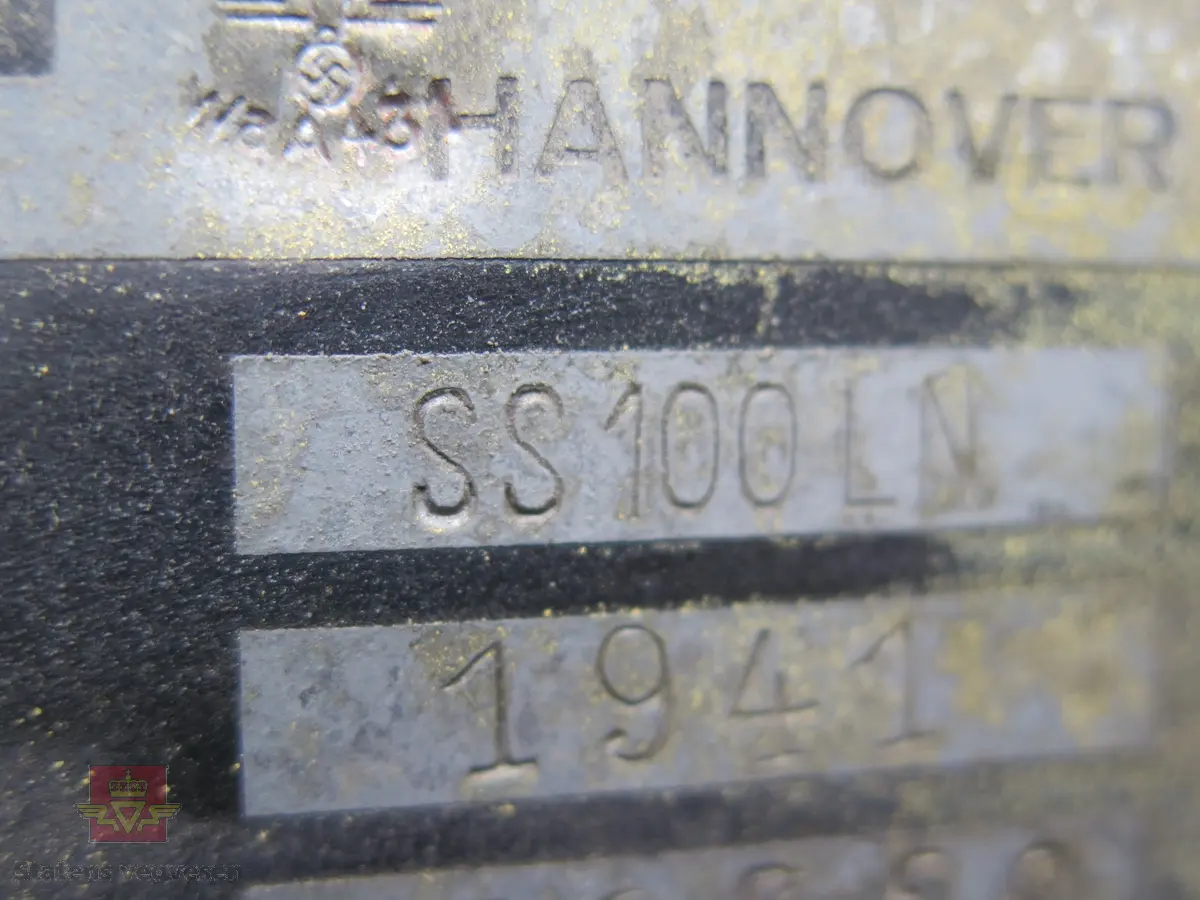 HANNOVER
SS100LN
1941
Statens vegvesen